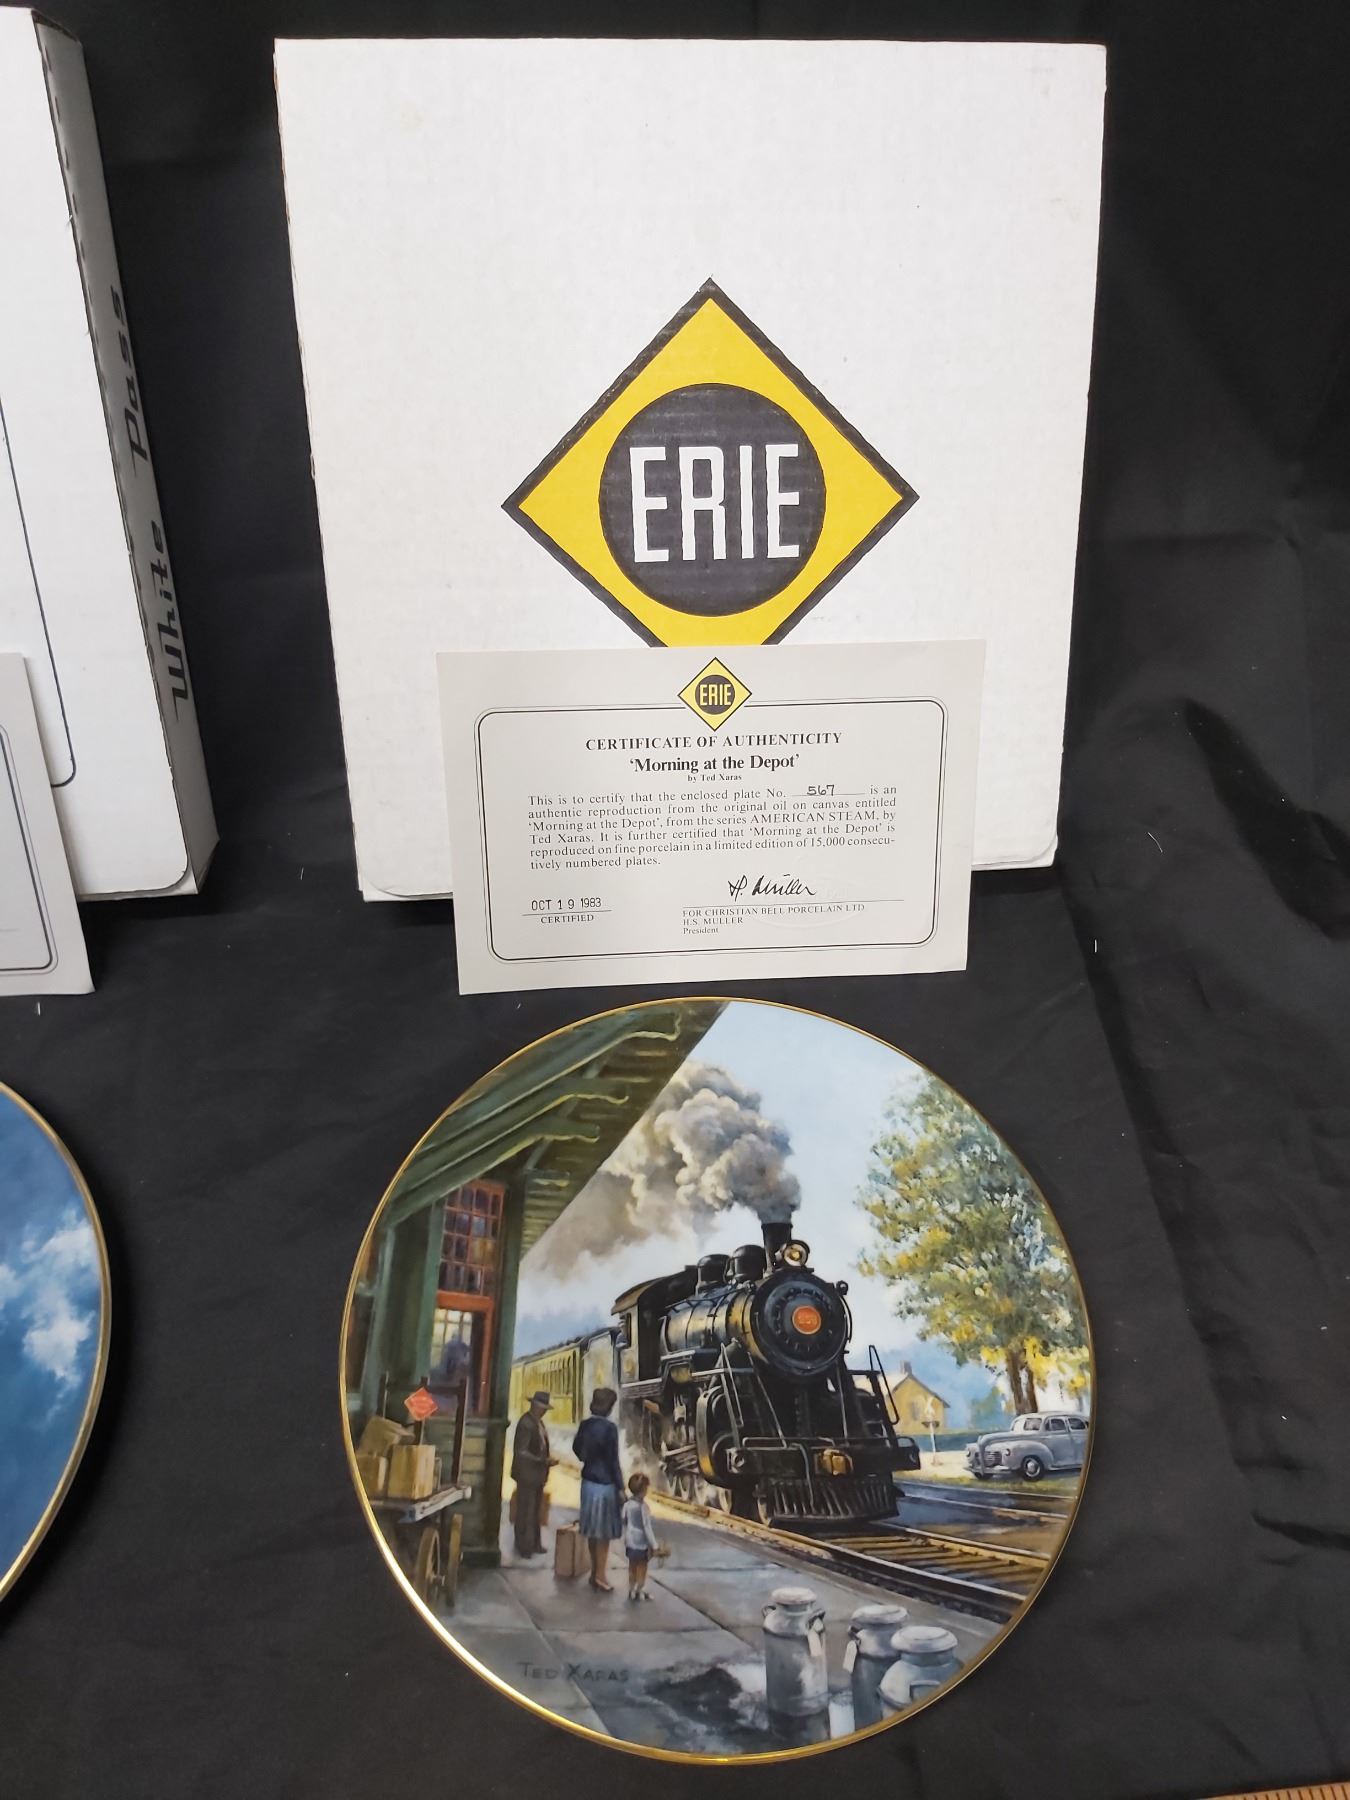 White Pass
ERIE
ERIE
CERTIFICATE OF AUTHENTICITY
'Morning at the Depot'
by Ted Xaras
This is to certify that the enclosed plate No. 567 is an
authentic reproduction from the original oil on canvas entitled
'Morning at the Depot', from the series AMERICAN STEAM, by
Ted Xaras. It is further certified that 'Morning at the Depot' is
reproduced on fine porcelain in a limited edition of 15,000 consecu-
tively numbered plates.
H. Müller
OCT 19 1983
CERTIFIED
FOR CHRISTIAN BELL PORCELAIN LTD.
H.S. MULLER
President
TED XARAS